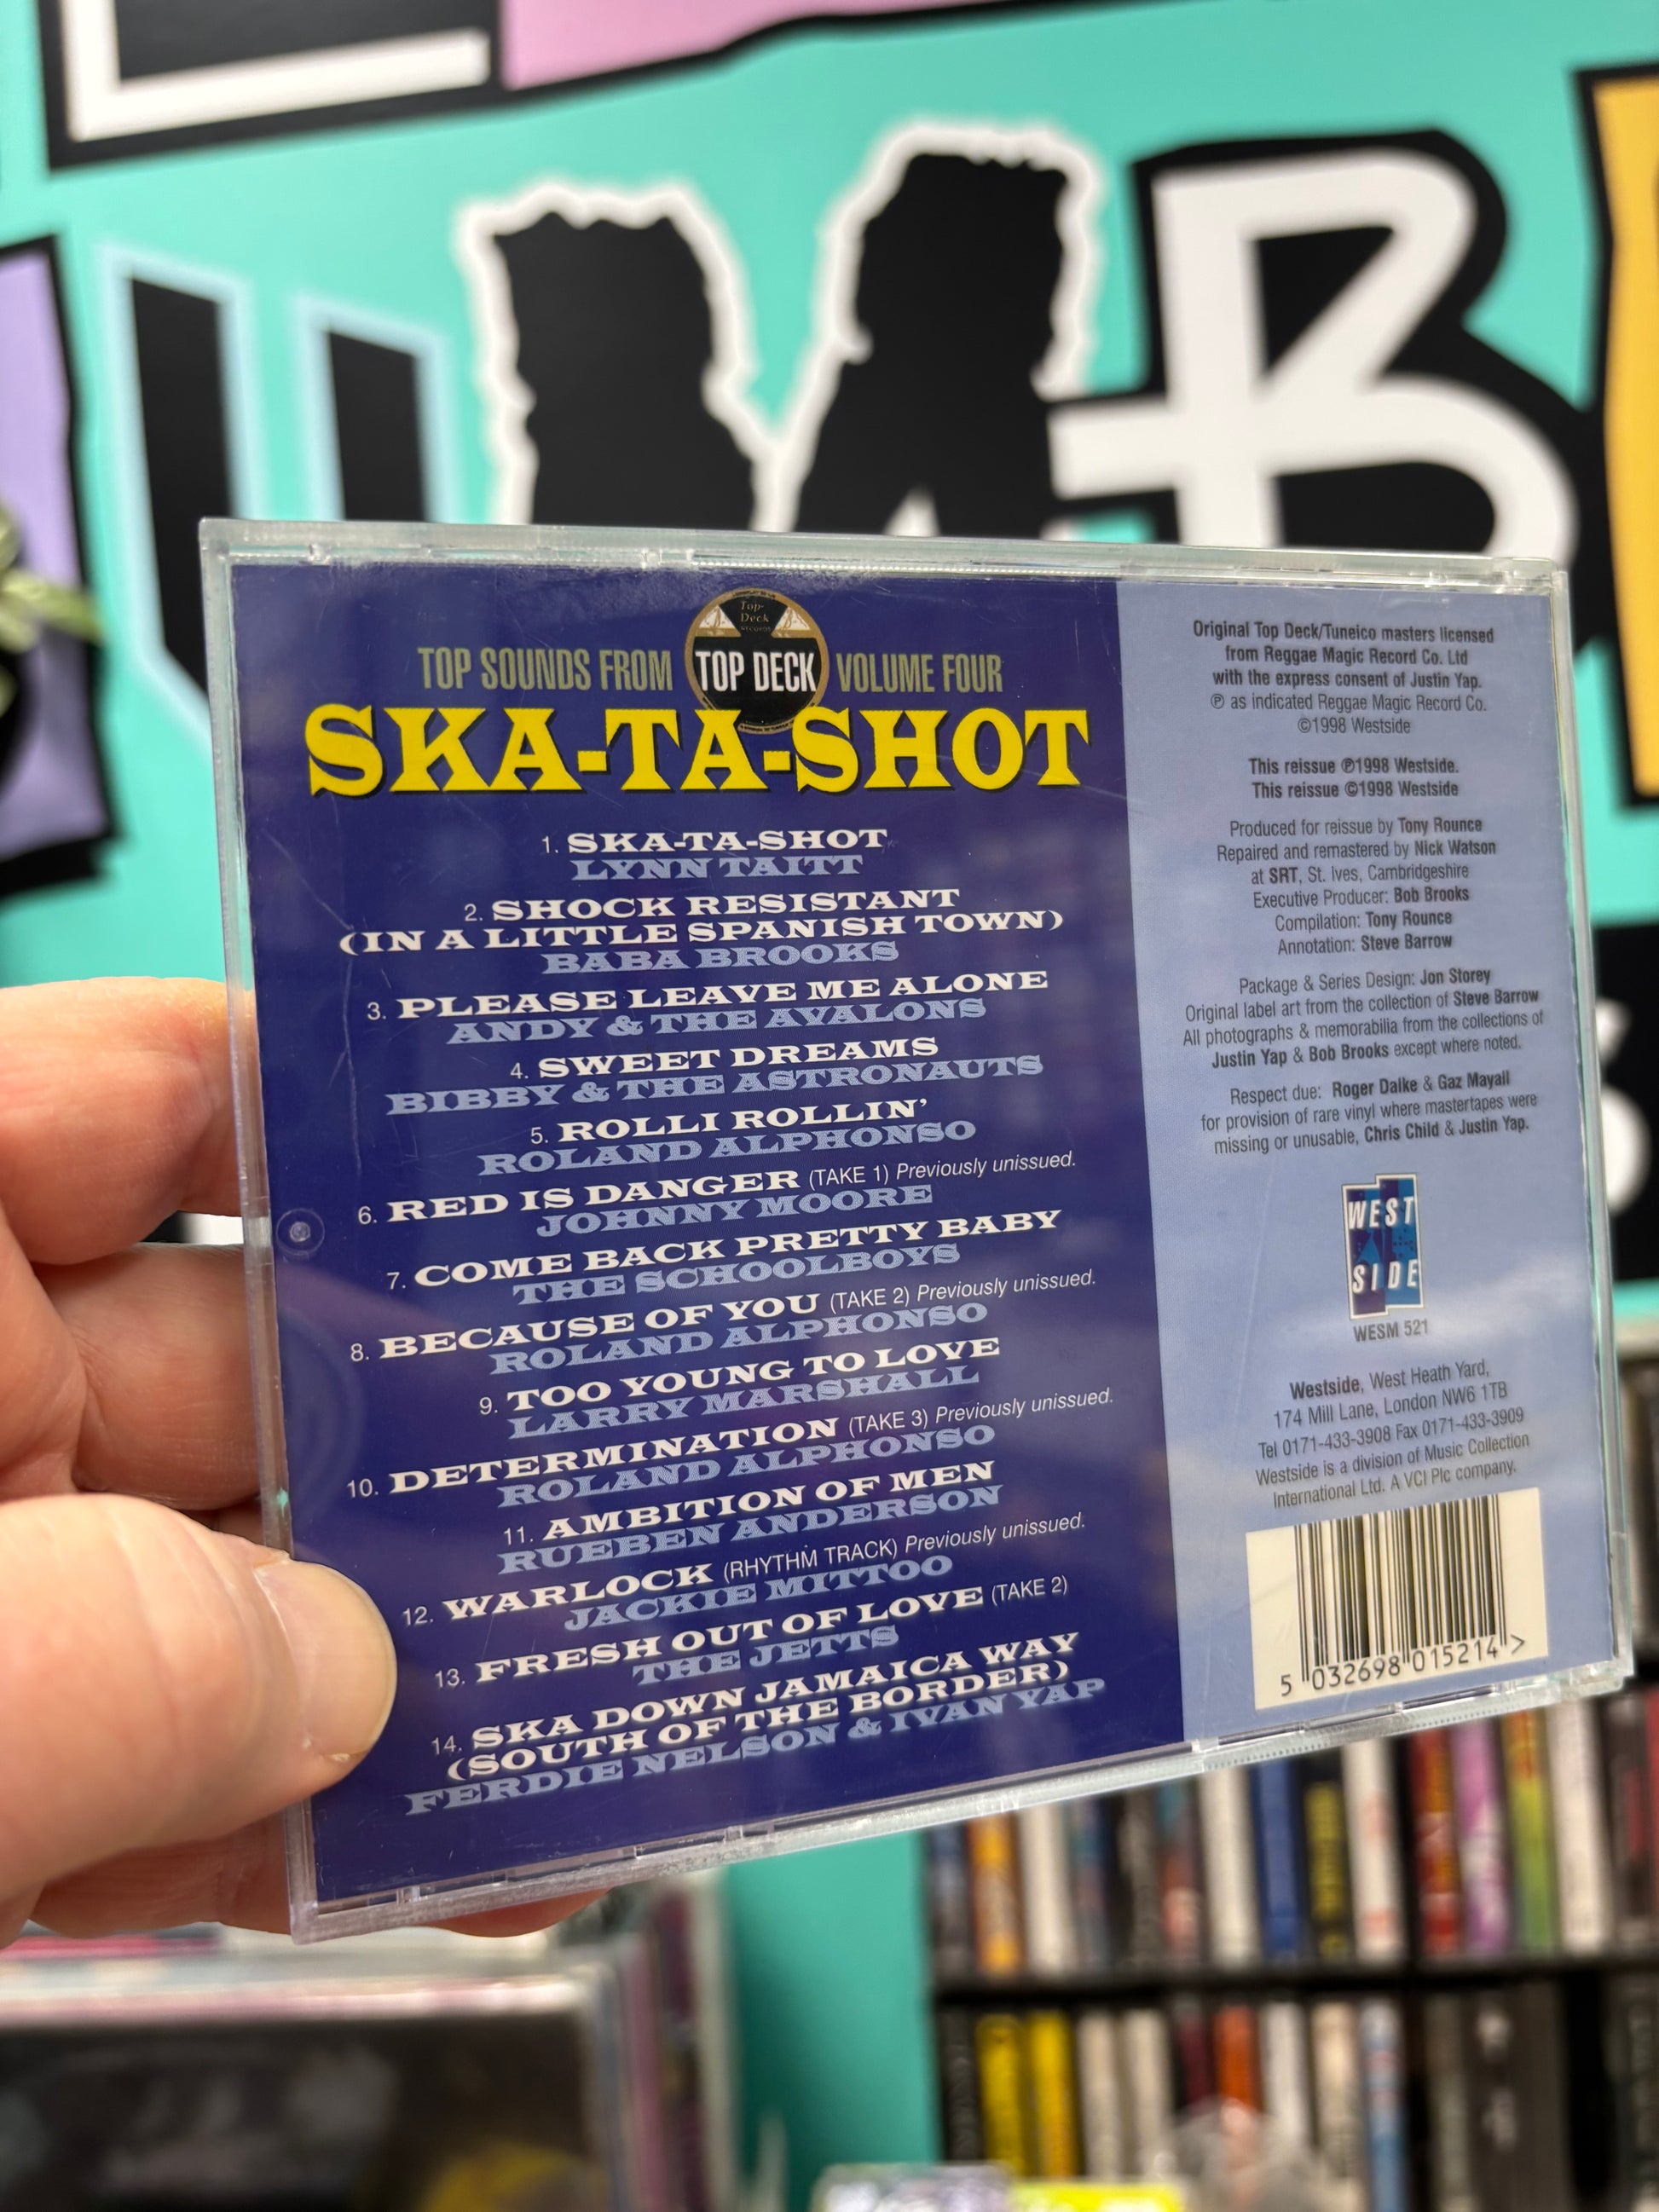 Top-
Deck
RECORDS
TOP SOUNDS FROM TOP DECK VOLUME FOUR
SKA-TA-SHOT
1. SKA-TA-SHOT
LYNN TAITT
2. SHOCK RESISTANT
(IN A LITTLE SPANISH TOWN)
BABA BROOKS
3. PLEASE LEAVE ME ALONE
ANDY & THE AVALONS
4. SWEET DREAMS
BIBBY & THE ASTRONAUTS
5. ROLLI ROLLIN'
ROLAND ALPHONSO
6. RED IS DANGER (TAKE 1) Previously unissued.
JOHNNY MOORE
7. COME BACK PRETTY BABY
THE SCHOOLBOYS
8. BECAUSE OF YOU (TAKE 2) Previously unissued.
ROLAND ALPHONSO
9. TOO YOUNG TO LOVE
LARRY MARSHALL
10. DETERMINATION (TAKE 3) Previously unissued.
ROLAND ALPHONSO
11. AMBITION OF MEN
RUEBEN ANDERSON
12. WARLOCK (RHYTHM TRACK) Previously unissued.
JACKIE MITTOO
13. FRESH OUT OF LOVE (TAKE 2)
THE JETTS
14. SKA DOWN JAMAICA WAY
(SOUTH OF THE BORDER)
FERDIE NELSON & IVAN YAP
Original Top Deck/Tuneico masters licensed
from Reggae Magic Record Co. Ltd
with the express consent of Justin Yap.
℗ as indicated Reggae Magic Record Co.
©1998 Westside
This reissue ℗1998 Westside.
This reissue ©1998 Westside
Produced for reissue by Tony Rounce
Repaired and remastered by Nick Watson
at SRT, St. Ives, Cambridgeshire
Executive Producer: Bob Brooks
Compilation: Tony Rounce
Annotation: Steve Barrow
Package & Series Design: Jon Storey
Original label art from the collection of Steve Barrow
All photographs & memorabilia from the collections of
Justin Yap & Bob Brooks except where noted.
Respect due: Roger Dalke & Gaz Mayall
for provision of rare vinyl where mastertapes were
missing or unusable, Chris Child & Justin Yap.
WEST
SIDE
WESM 521
Westside, West Heath Yard,
174 Mill Lane, London NW6 1TB
Tel 0171-433-3908 Fax 0171-433-3909
Westside is a division of Music Collection
International Ltd. A VCI Plc company.
5 032698 015214 >